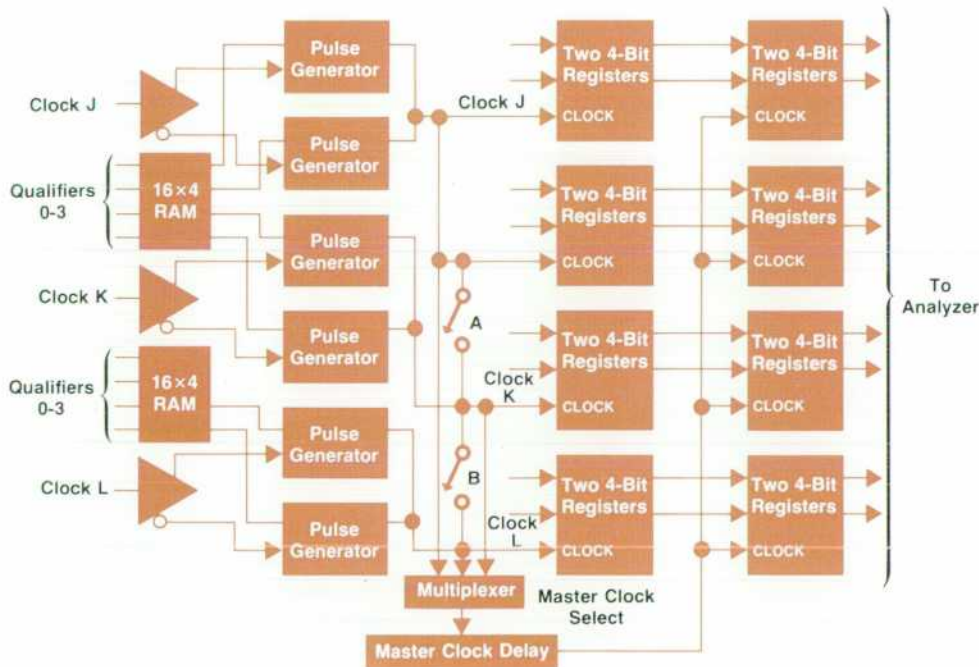 Pulse
Generator
Clock J
Pulse
Generator
Qualifiers
0-3
16×4
RAM
Pulse
Generator
Clock K
Pulse
Generator
Qualifiers
0-3
16×4
RAM
Pulse
Generator
Clock L
Pulse
Generator
Clock J
A
Clock
K
B
Clock
L
Multiplexer
Master Clock
Select
Master Clock Delay
Two 4-Bit
Registers
CLOCK
Two 4-Bit
Registers
CLOCK
Two 4-Bit
Registers
CLOCK
Two 4-Bit
Registers
CLOCK
Two 4-Bit
Registers
CLOCK
Two 4-Bit
Registers
CLOCK
Two 4-Bit
Registers
CLOCK
Two 4-Bit
Registers
CLOCK
To
Analyzer